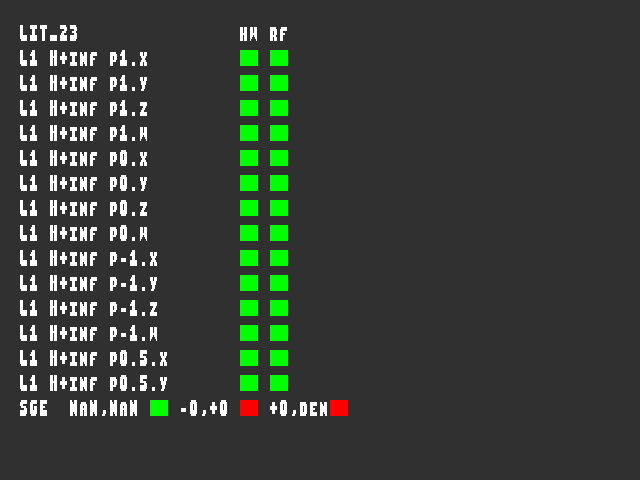 LIT_23 HW RF
L1 H+INF P1.X
L1 H+INF P1.Y
L1 H+INF P1.Z
L1 H+INF P1.W
L1 H+INF P0.X
L1 H+INF P0.Y
L1 H+INF P0.Z
L1 H+INF P0.W
L1 H+INF P-1.X
L1 H+INF P-1.Y
L1 H+INF P-1.Z
L1 H+INF P-1.W
L1 H+INF P0.5.X
L1 H+INF P0.5.Y
SGE NAN,NAN -0,+0 +0,DEN